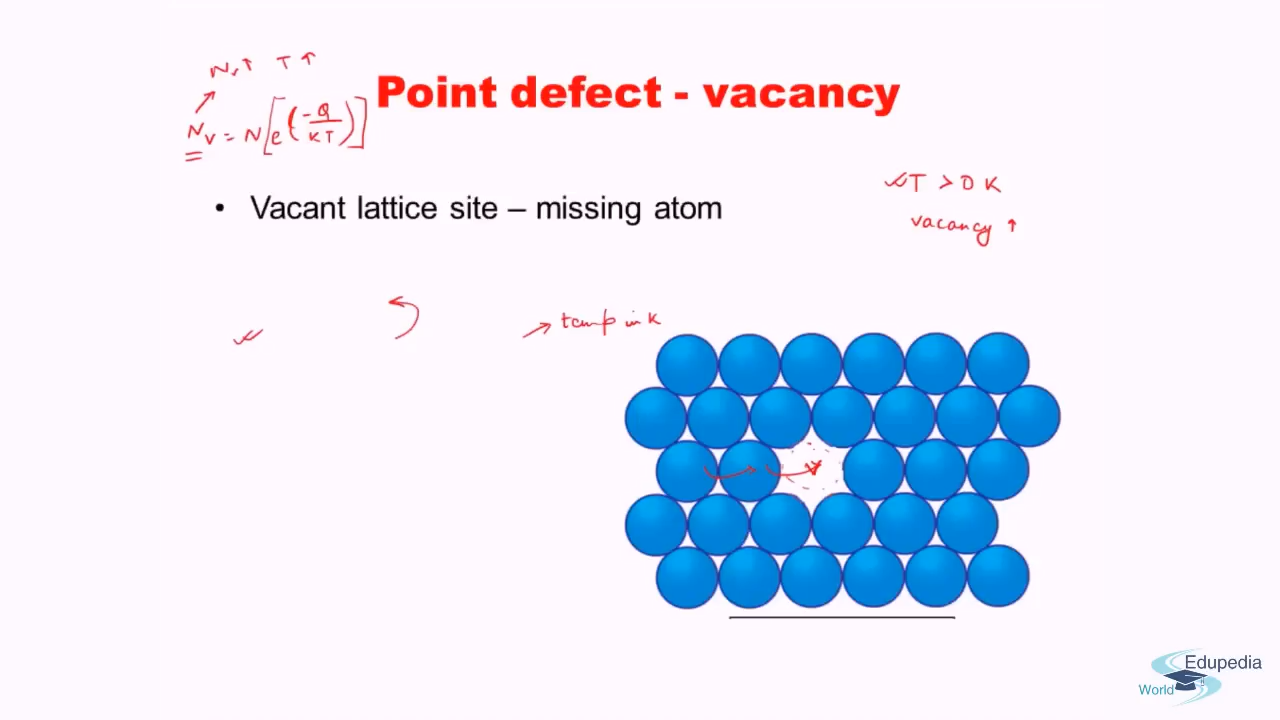 Nv↑ T↑
Point defect - vacancy
Nv = N[e(-Q/KT)]
T > 0 K
• Vacant lattice site – missing atom
vacancy ↑
→ temp in K
Edupedia
World